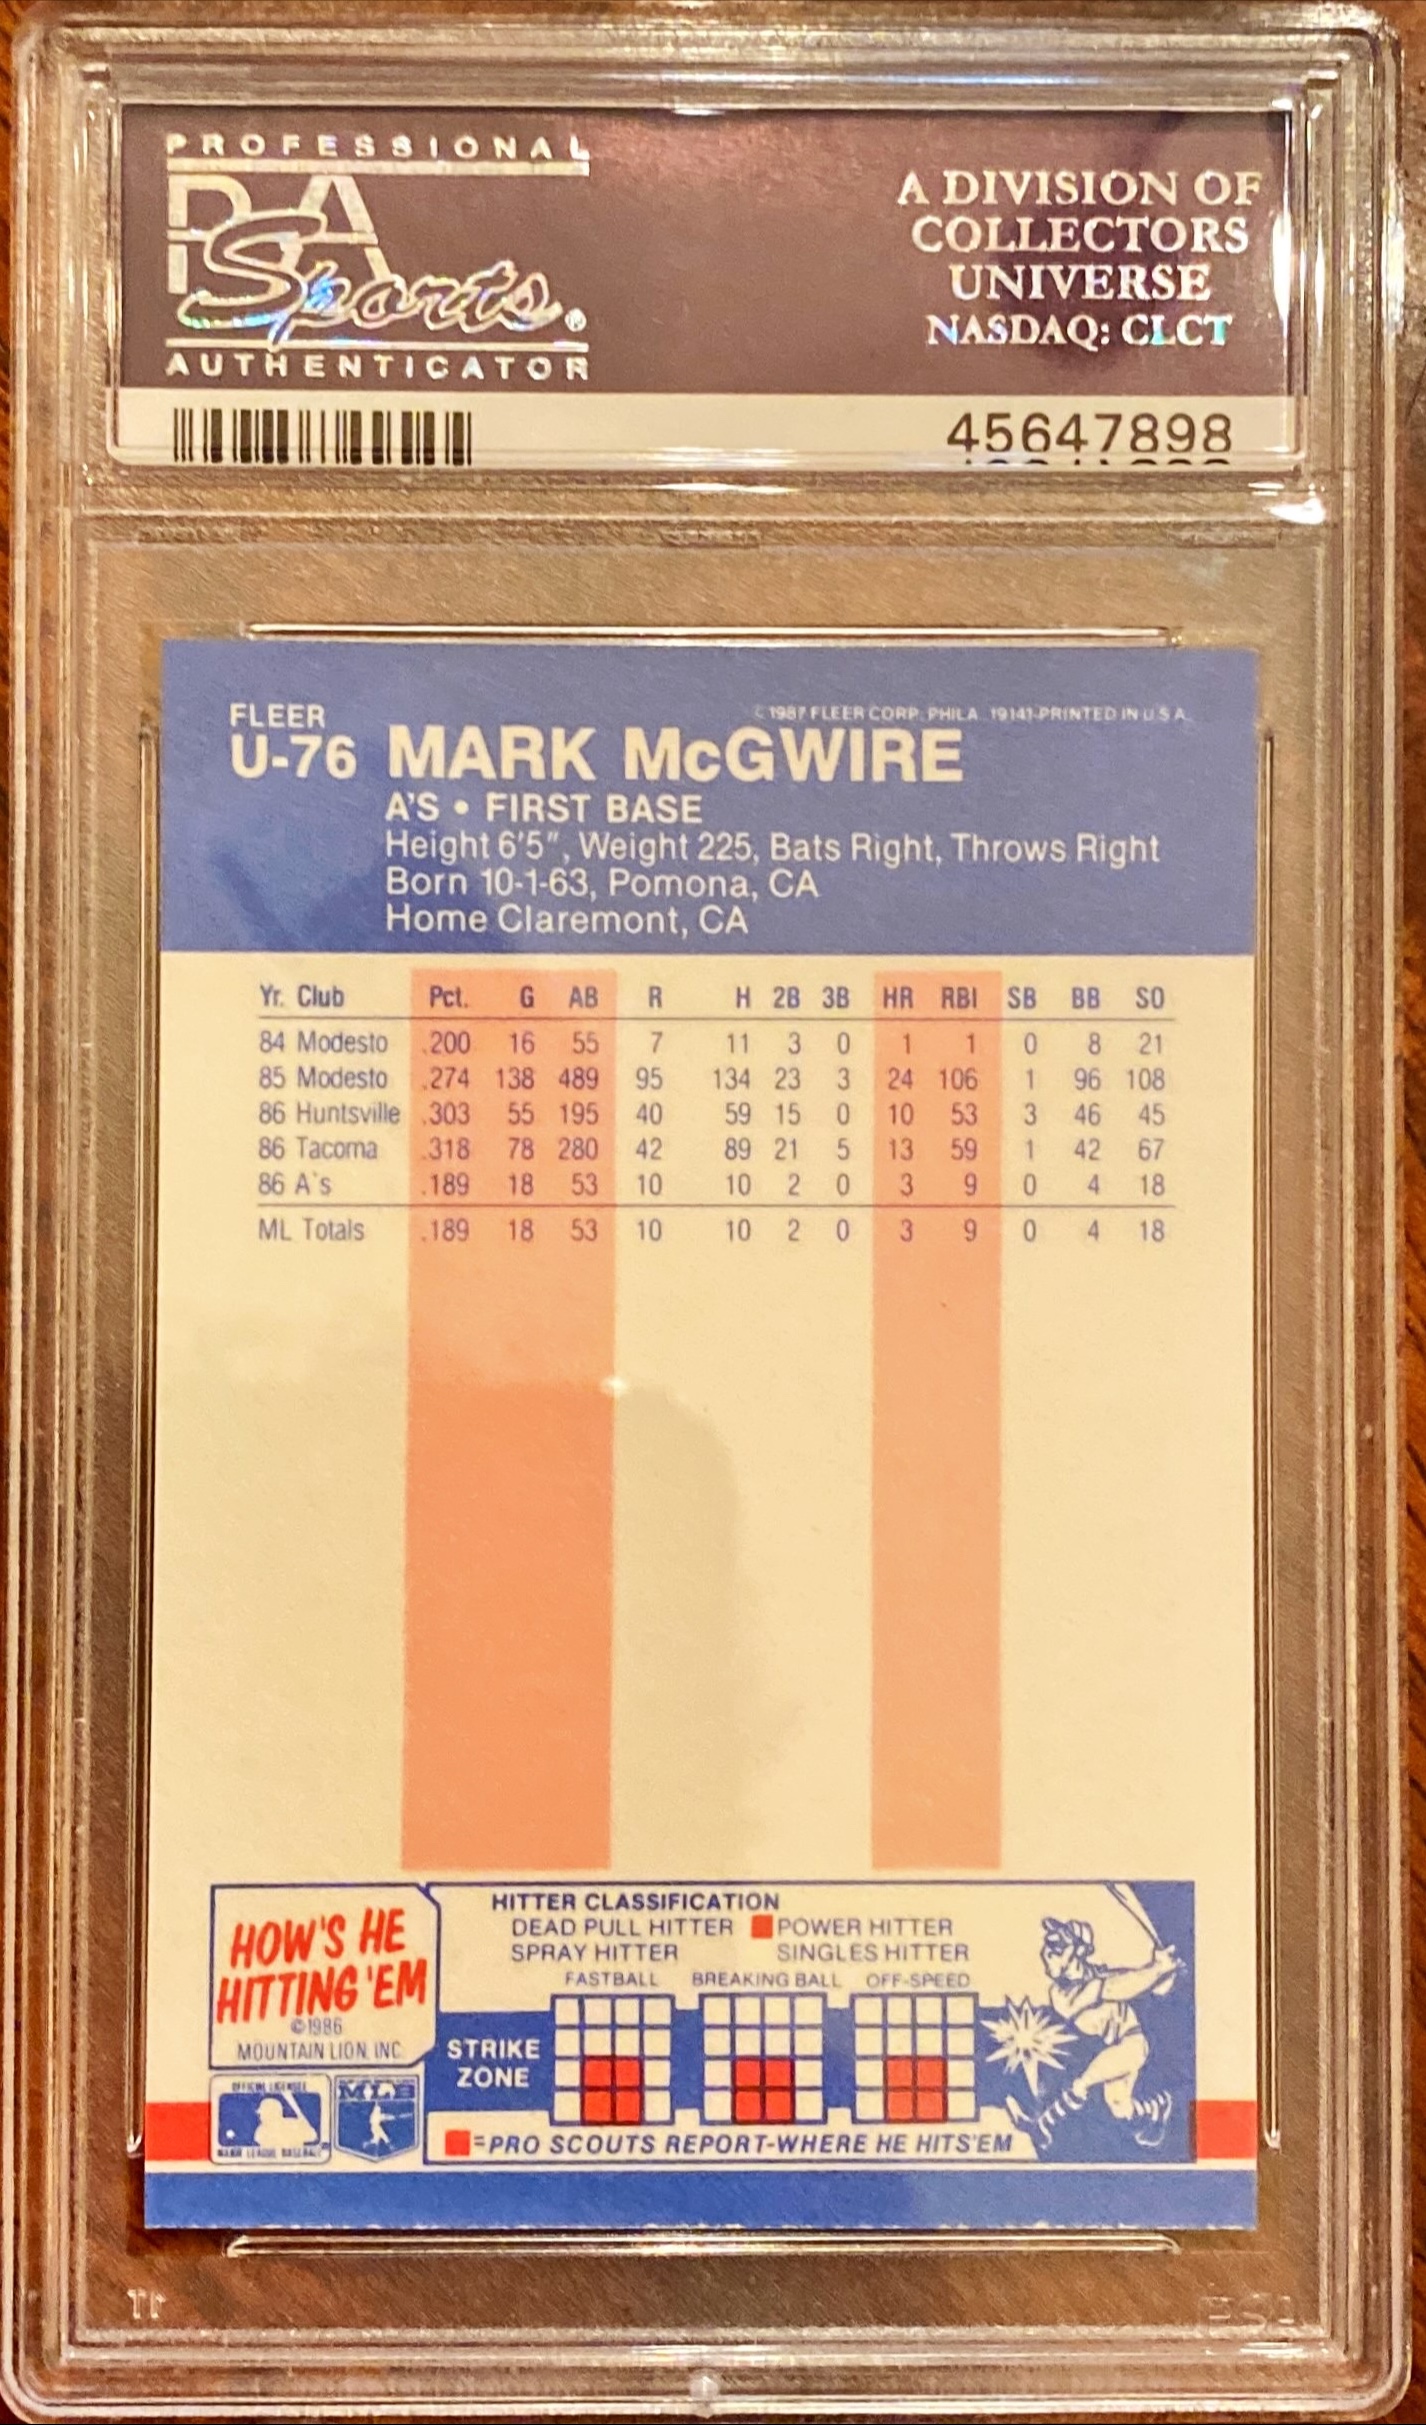 PROFESSIONAL
PSA
Sports®
AUTHENTICATOR
A DIVISION OF
COLLECTORS
UNIVERSE
NASDAQ: CLCT
45647898
© 1987 FLEER CORP. PHILA. 19141-PRINTED IN U.S.A.
FLEER
U-76 MARK McGWIRE
A'S • FIRST BASE
Height 6'5", Weight 225, Bats Right, Throws Right
Born 10-1-63, Pomona, CA
Home Claremont, CA
Yr. Club Pct. G AB R H 2B 3B HR RBI SB BB SO
84 Modesto .200 16 55 7 11 3 0 1 1 0 8 21
85 Modesto .274 138 489 95 134 23 3 24 106 1 96 108
86 Huntsville .303 55 195 40 59 15 0 10 53 3 46 45
86 Tacoma .318 78 280 42 89 21 5 13 59 1 42 67
86 A's .189 18 53 10 10 2 0 3 9 0 4 18
ML Totals .189 18 53 10 10 2 0 3 9 0 4 18
HOW'S HE
HITTING 'EM
©1986
MOUNTAIN LION, INC.
HITTER CLASSIFICATION
DEAD PULL HITTER POWER HITTER
SPRAY HITTER SINGLES HITTER
FASTBALL BREAKING BALL OFF-SPEED
STRIKE
ZONE
=PRO SCOUTS REPORT-WHERE HE HITS'EM
OFFICIAL LICENSEE
MAJOR LEAGUE BASEBALL
MLB